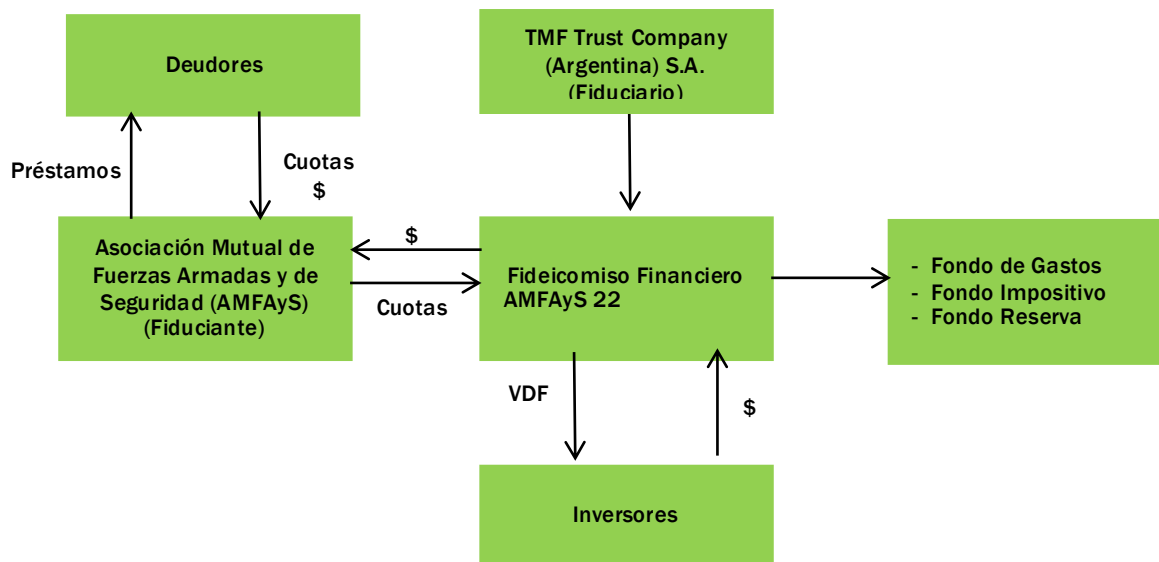 Deudores
TMF Trust Company
(Argentina) S.A.
(Fiduciario)
Préstamos
Cuotas
$
Asociación Mutual de
Fuerzas Armadas y de
Seguridad (AMFAyS)
(Fiduciante)
$
Cuotas
Fideicomiso Financiero
AMFAyS 22
- Fondo de Gastos
- Fondo Impositivo
- Fondo Reserva
VDF
$
Inversores